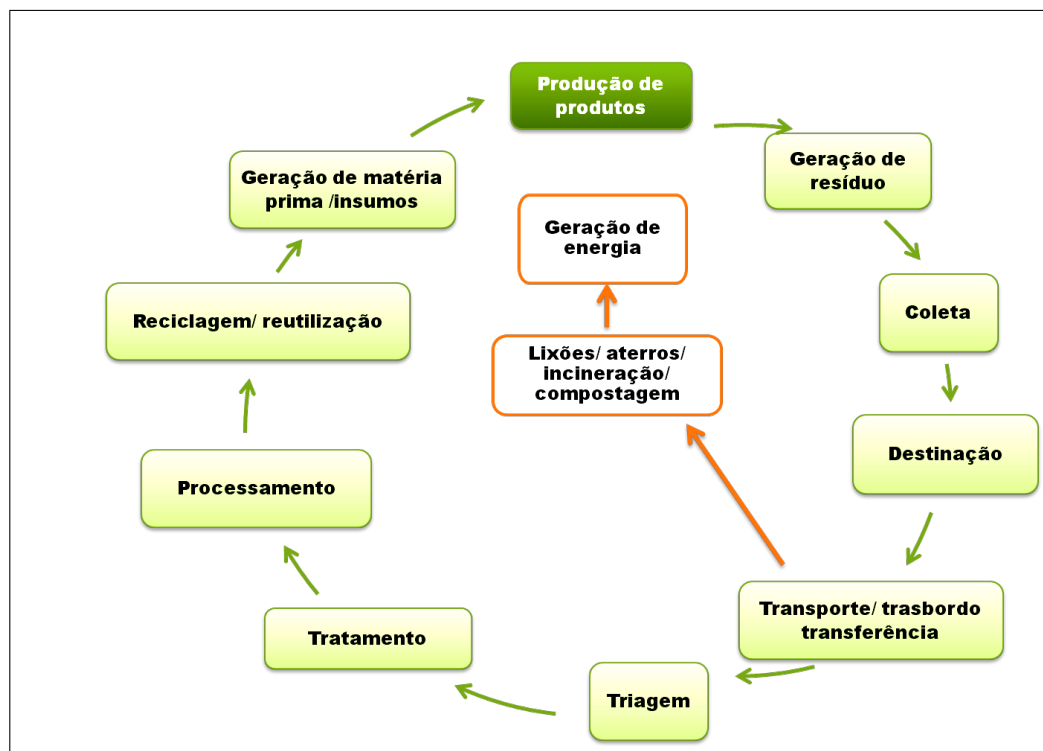 Produção de
produtos
Geração de
resíduo
Coleta
Destinação
Transporte/ trasbordo
transferência
Triagem
Tratamento
Processamento
Reciclagem/ reutilização
Geração de matéria
prima /insumos
Lixões/ aterros/
incineração/
compostagem
Geração de
energia